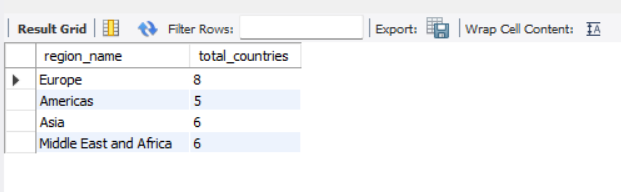 Result Grid Filter Rows: Export: Wrap Cell Content: IA
region_name total_countries
Europe 8
Americas 5
Asia 6
Middle East and Africa 6